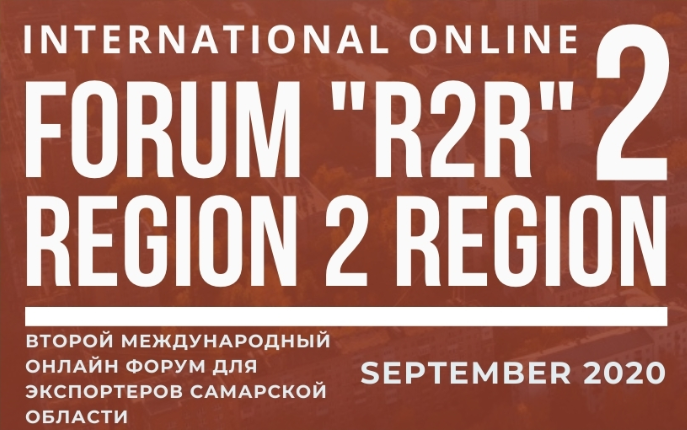 INTERNATIONAL ONLINE
FORUM "R2R" 2
REGION 2 REGION
ВТОРОЙ МЕЖДУНАРОДНЫЙ
ОНЛАЙН ФОРУМ ДЛЯ
ЭКСПОРТЕРОВ САМАРСКОЙ
ОБЛАСТИ
SEPTEMBER 2020